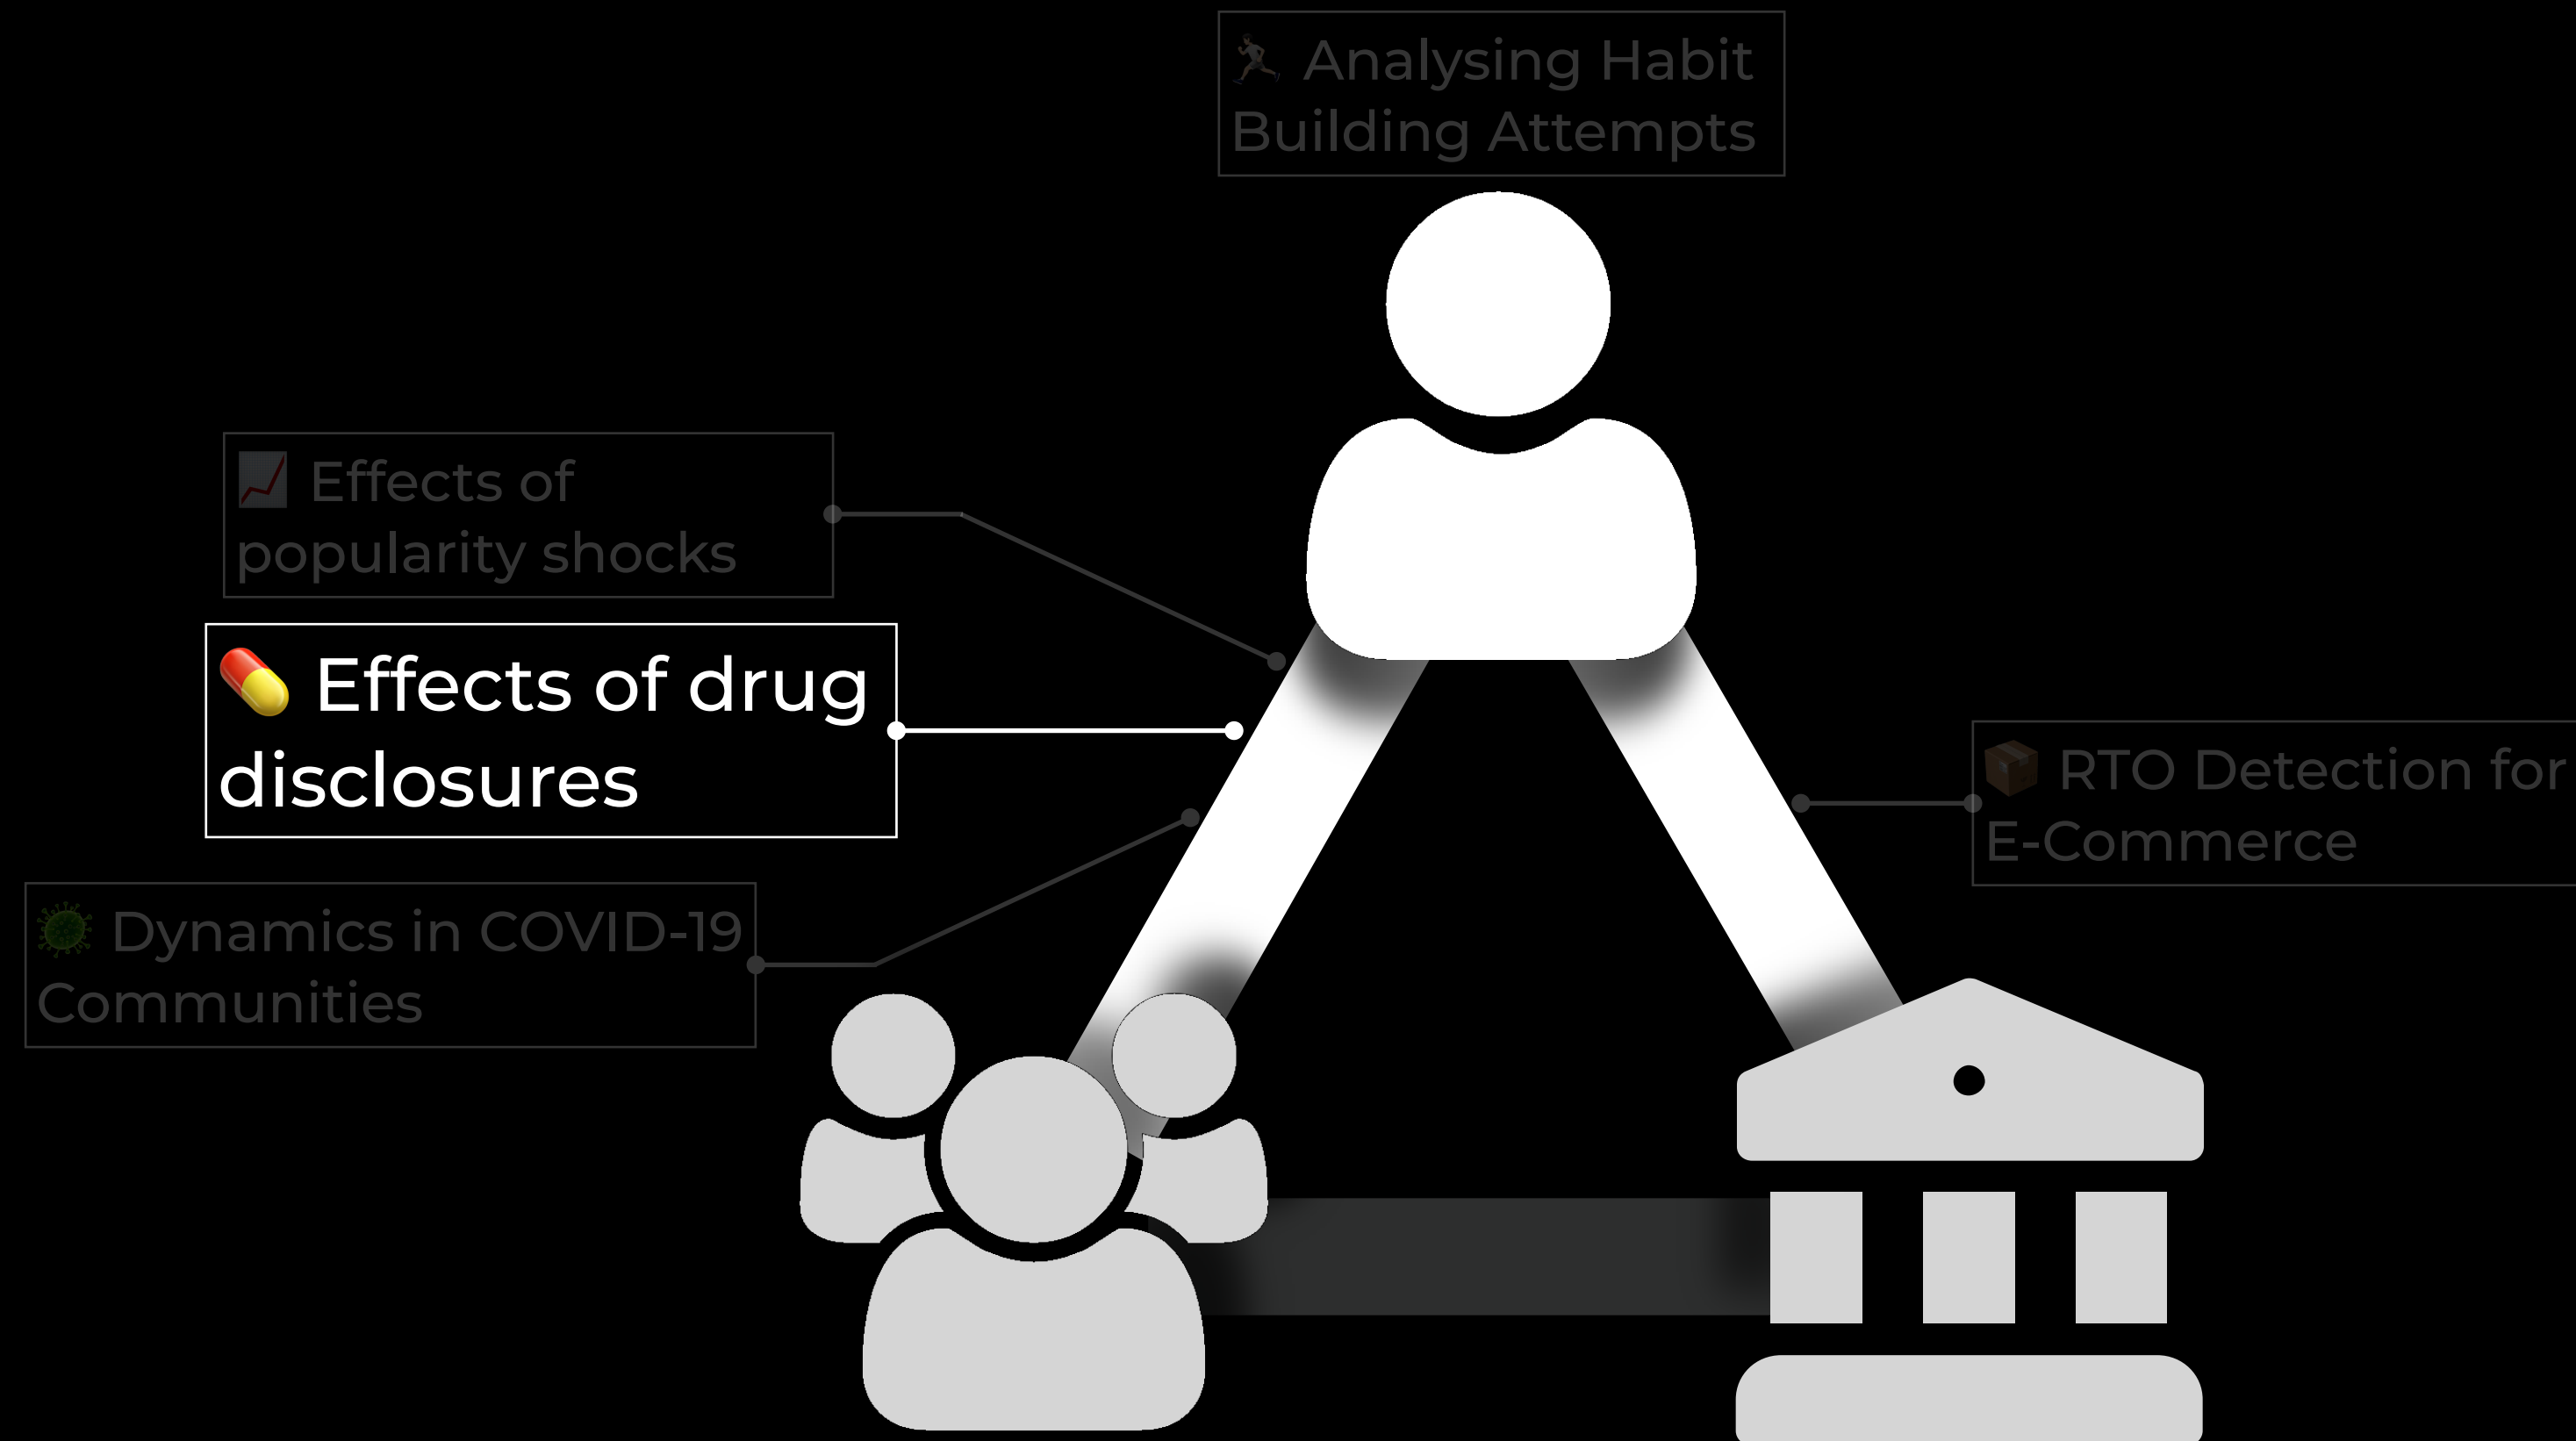 🏃🏿 Analysing Habit
Building Attempts
📈 Effects of
popularity shocks
💊 Effects of drug
disclosures
📦 RTO Detection for
E-Commerce
🦠 Dynamics in COVID-19
Communities